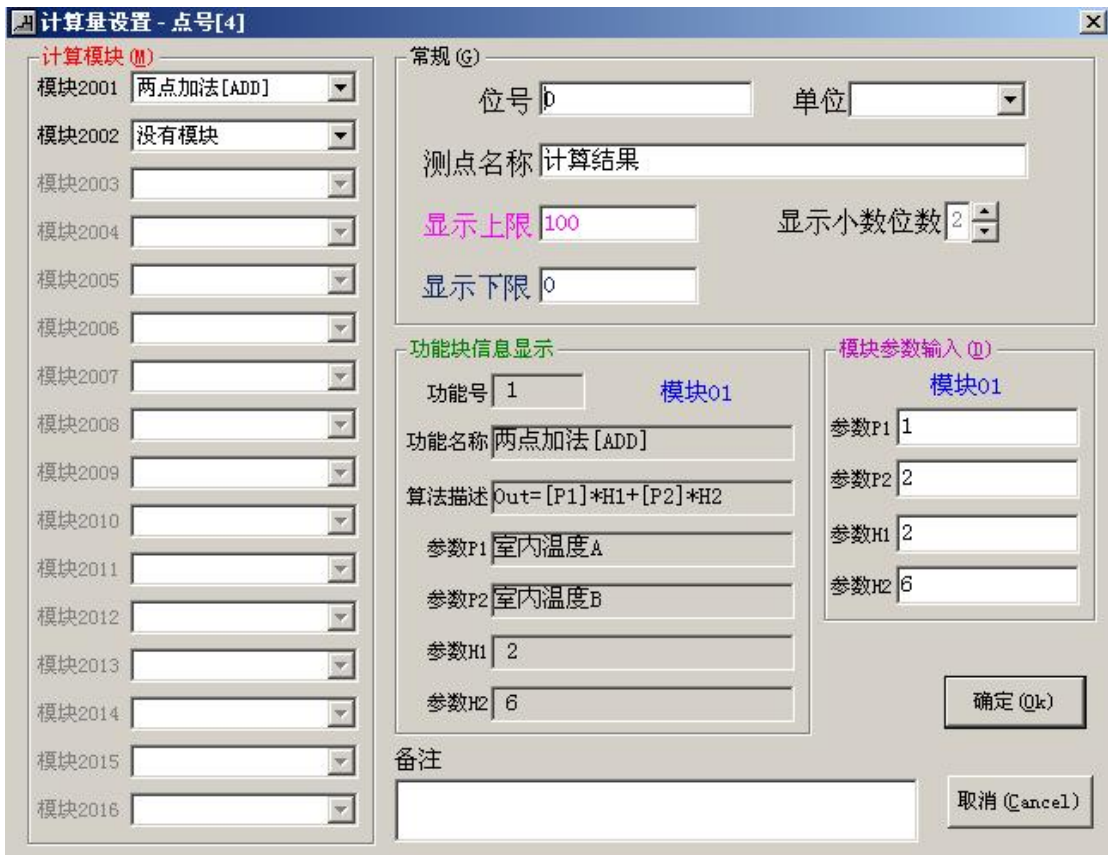 计算量设置 - 点号[4]
计算模块(M)
模块2001 两点加法[ADD]
模块2002 没有模块
模块2003
模块2004
模块2005
模块2006
模块2007
模块2008
模块2009
模块2010
模块2011
模块2012
模块2013
模块2014
模块2015
模块2016
常规(G)
位号 0 单位
测点名称 计算结果
显示上限 100 显示小数位数 2
显示下限 0
功能块信息显示
功能号 1 模块01
功能名称 两点加法[ADD]
算法描述 Out=[P1]*H1+[P2]*H2
参数P1 室内温度A
参数P2 室内温度B
参数H1 2
参数H2 6
模块参数输入(D)
模块01
参数P1 1
参数P2 2
参数H1 2
参数H2 6
备注
确定(Ok)
取消(Cancel)